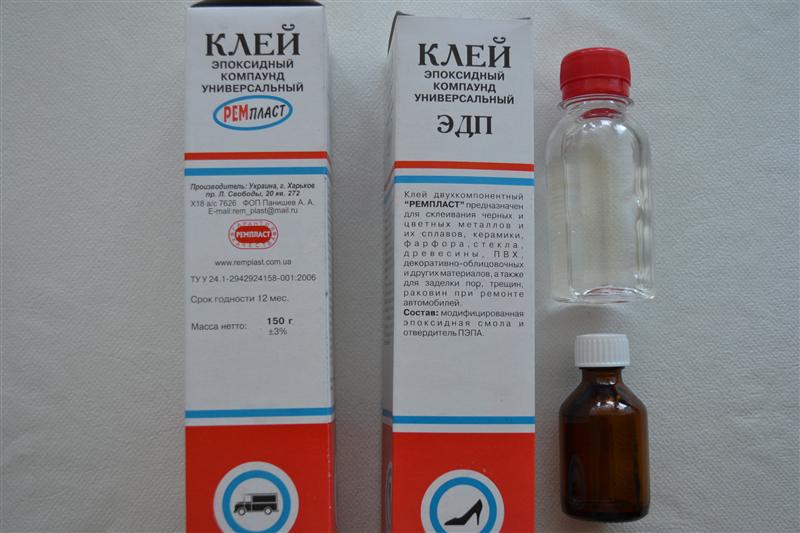 КЛЕЙ
ЭПОКСИДНЫЙ
КОМПАУНД
УНИВЕРСАЛЬНЫЙ
РЕМПЛАСТ
Производитель: Украина, г. Харьков
пр. Л. Свободы, 20 кв. 272
Х18 а/с 7626 ФОП Панишев А. А.
E-mail:rem_plast@mail.ru
ГАРАНТИЯ
РЕМПЛАСТ
КАЧЕСТВА
www.remplast.com.ua
ТУ У 24.1-2942924158-001:2006
Срок годности 12 мес.
Масса нетто: 150 г
±3%
КЛЕЙ
ЭПОКСИДНЫЙ
КОМПАУНД
УНИВЕРСАЛЬНЫЙ
ЭДП
Клей двухкомпонентный
"РЕМПЛАСТ" предназначен
для склеивания черных и
цветных металлов и
их сплавов, керамики,
фарфора, стекла,
древесины, ПВХ,
декоративно-облицовочных
и других материалов, а также
для заделки пор, трещин,
раковин при ремонте
автомобилей.
Состав: модифицированная
эпоксидная смола и
отвердитель ПЭПА.